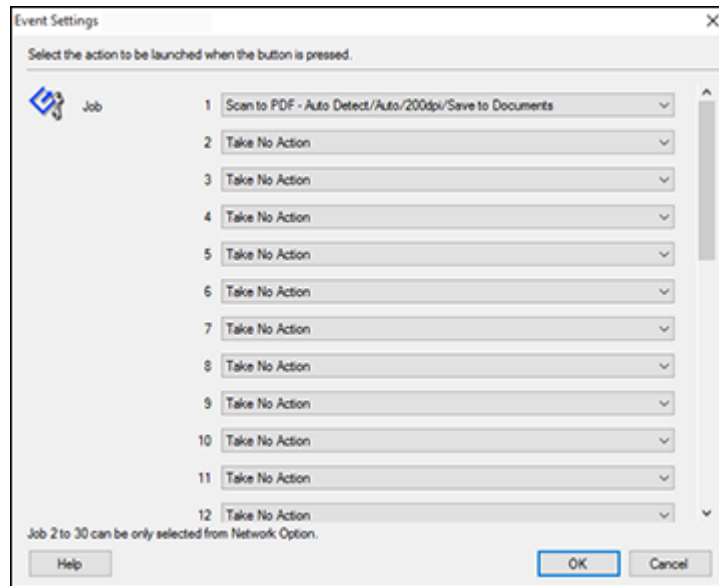 Event Settings
Select the action to be launched when the button is pressed.
Job
1 Scan to PDF - Auto Detect/Auto/200dpi/Save to Documents
2 Take No Action
3 Take No Action
4 Take No Action
5 Take No Action
6 Take No Action
7 Take No Action
8 Take No Action
9 Take No Action
10 Take No Action
11 Take No Action
12 Take No Action
Job 2 to 30 can be only selected from Network Option.
Help OK Cancel